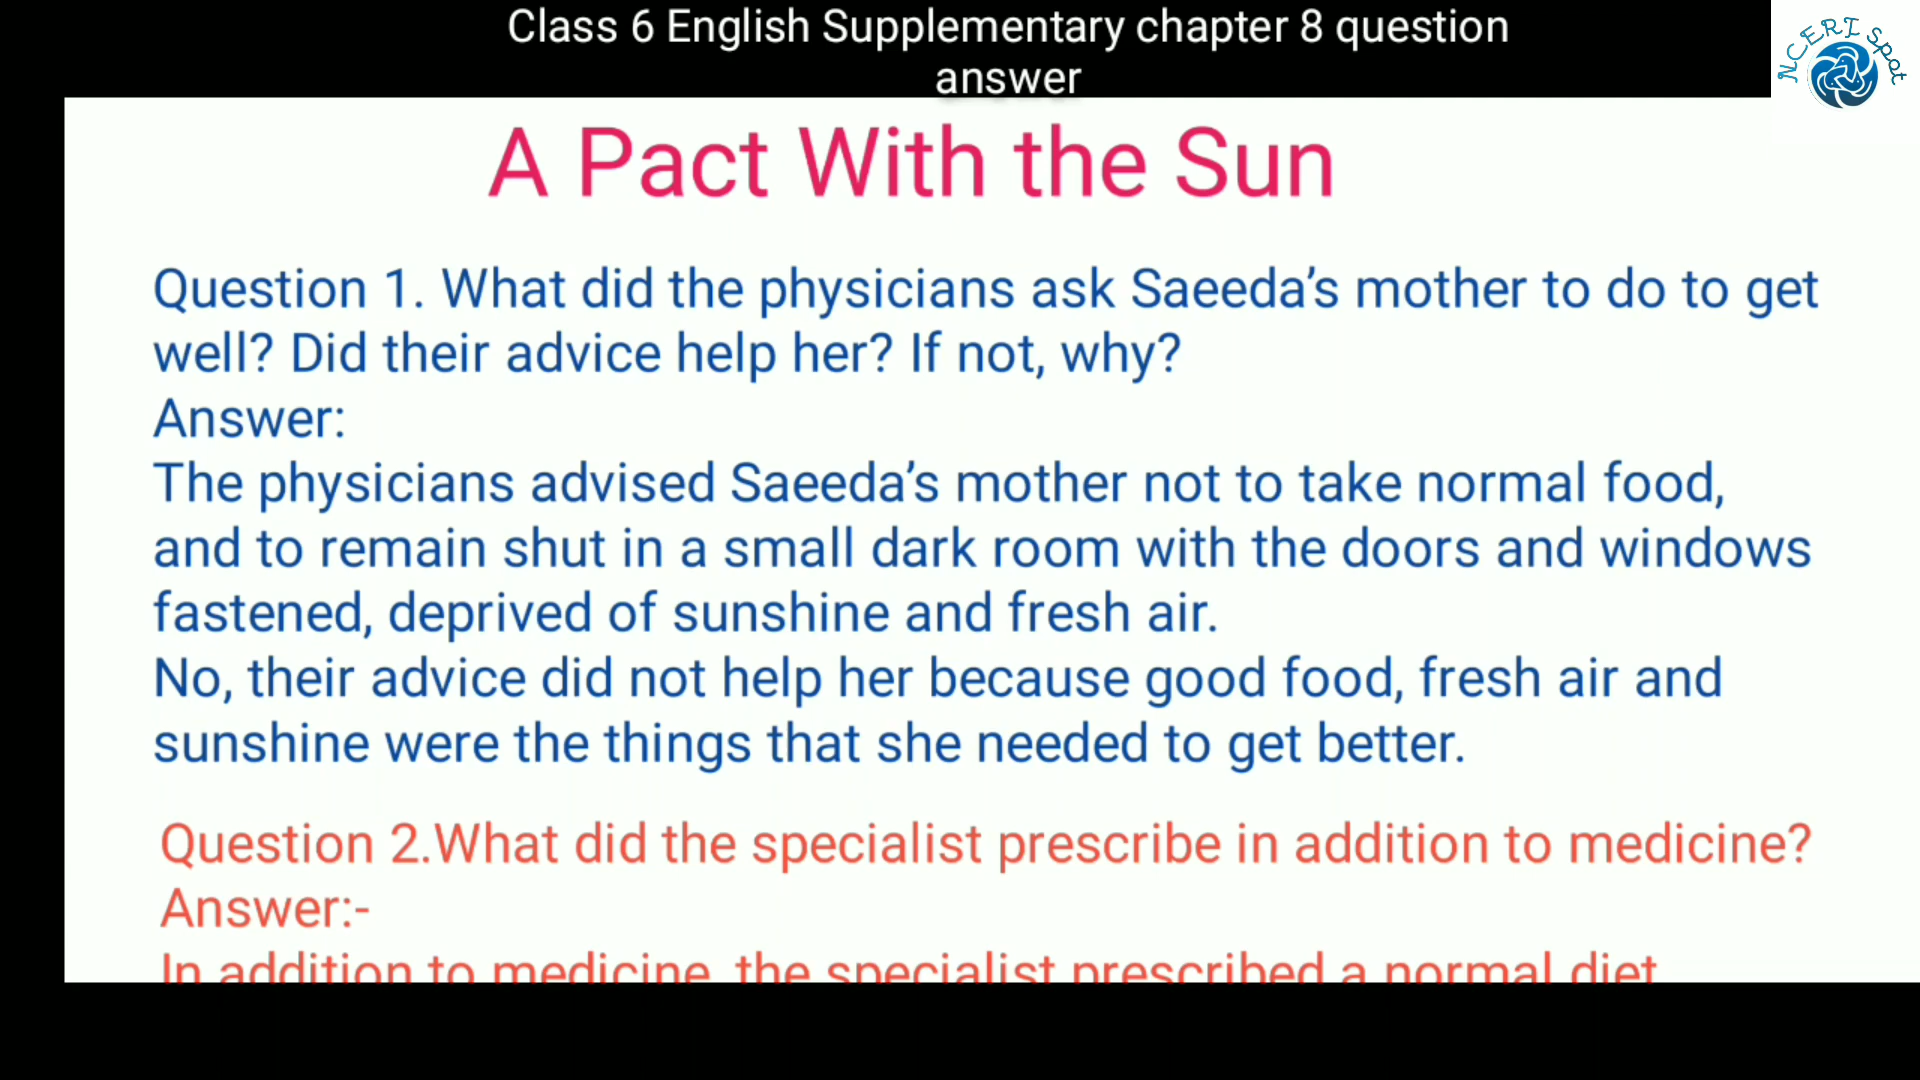 Class 6 English Supplementary chapter 8 question
answer
NCERT Spot
A Pact With the Sun
Question 1. What did the physicians ask Saeeda’s mother to do to get
well? Did their advice help her? If not, why?
Answer:
The physicians advised Saeeda’s mother not to take normal food,
and to remain shut in a small dark room with the doors and windows
fastened, deprived of sunshine and fresh air.
No, their advice did not help her because good food, fresh air and
sunshine were the things that she needed to get better.
Question 2.What did the specialist prescribe in addition to medicine?
Answer:-
In addition to medicine, the specialist prescribed a normal diet